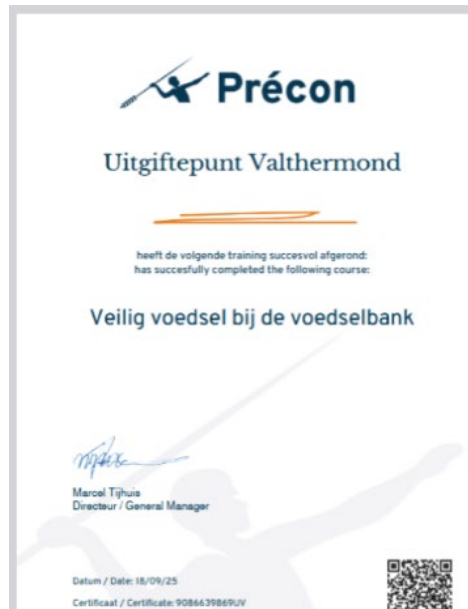 Précon
Uitgiftepunt Valthermond
heeft de volgende training succesvol afgerond:
has succesfully completed the following course:
Veilig voedsel bij de voedselbank
Marcel Tijhuis
Directeur / General Manager
Datum / Date: 18/09/25
Certificaat / Certificate: 9086639869UV